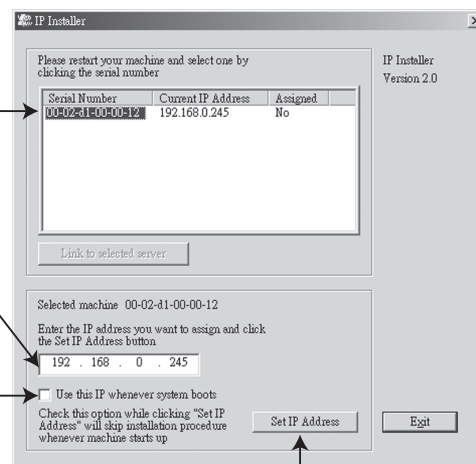 IP Installer
Please restart your machine and select one by
clicking the serial number
IP Installer
Version 2.0
Serial Number Current IP Address Assigned
00-02-d1-00-00-12 192.168.0.245 No
Link to selected server
Selected machine 00-02-d1-00-00-12
Enter the IP address you want to assign and click
the Set IP Address button
192 . 168 . 0 . 245
Use this IP whenever system boots
Check this option while clicking "Set IP
Address" will skip installation procedure
whenever machine starts up
Set IP Address
Exit